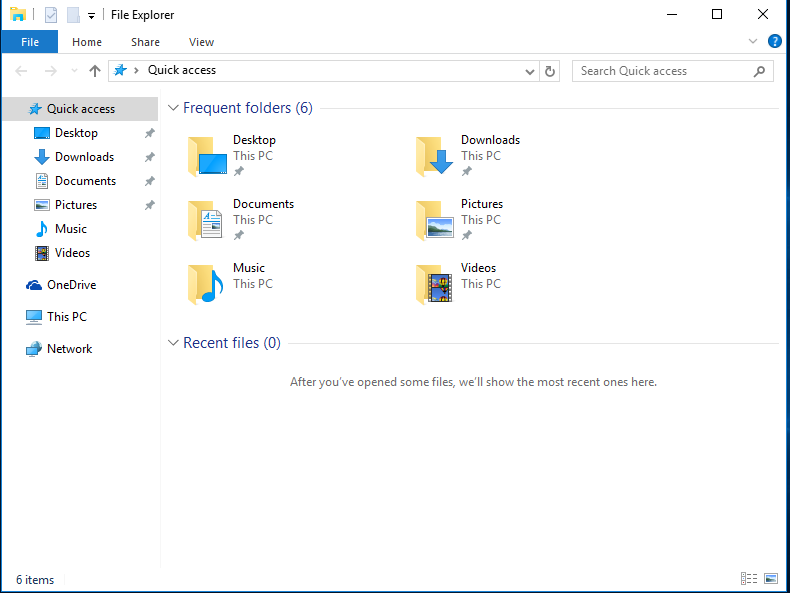 File Explorer
File Home Share View
Quick access
Search Quick access
Quick access
Desktop
Downloads
Documents
Pictures
Music
Videos
OneDrive
This PC
Network
Frequent folders (6)
Desktop
This PC
Downloads
This PC
Documents
This PC
Pictures
This PC
Music
This PC
Videos
This PC
Recent files (0)
After you've opened some files, we'll show the most recent ones here.
6 items